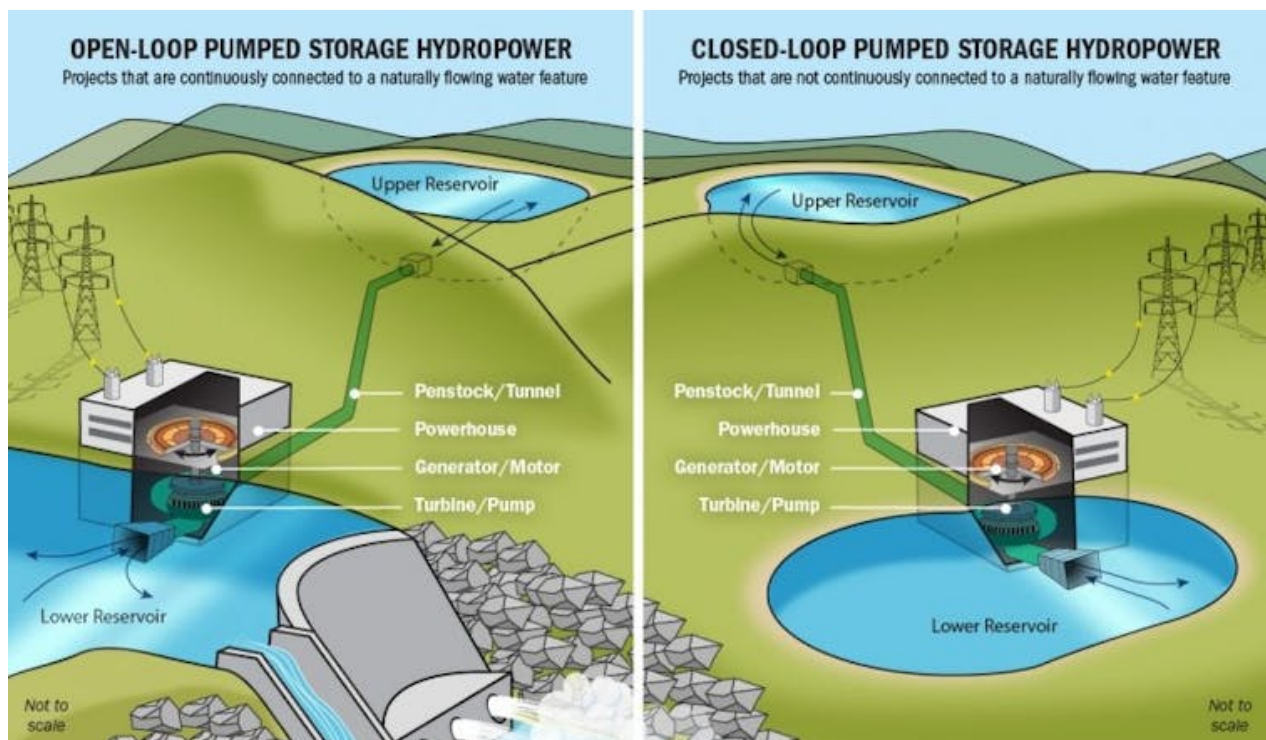 OPEN-LOOP PUMPED STORAGE HYDROPOWER
Projects that are continuously connected to a naturally flowing water feature
Upper Reservoir
Penstock/Tunnel
Powerhouse
Generator/Motor
Turbine/Pump
Lower Reservoir
Not to
scale
CLOSED-LOOP PUMPED STORAGE HYDROPOWER
Projects that are not continuously connected to a naturally flowing water feature
Upper Reservoir
Penstock/Tunnel
Powerhouse
Generator/Motor
Turbine/Pump
Lower Reservoir
Not to
scale